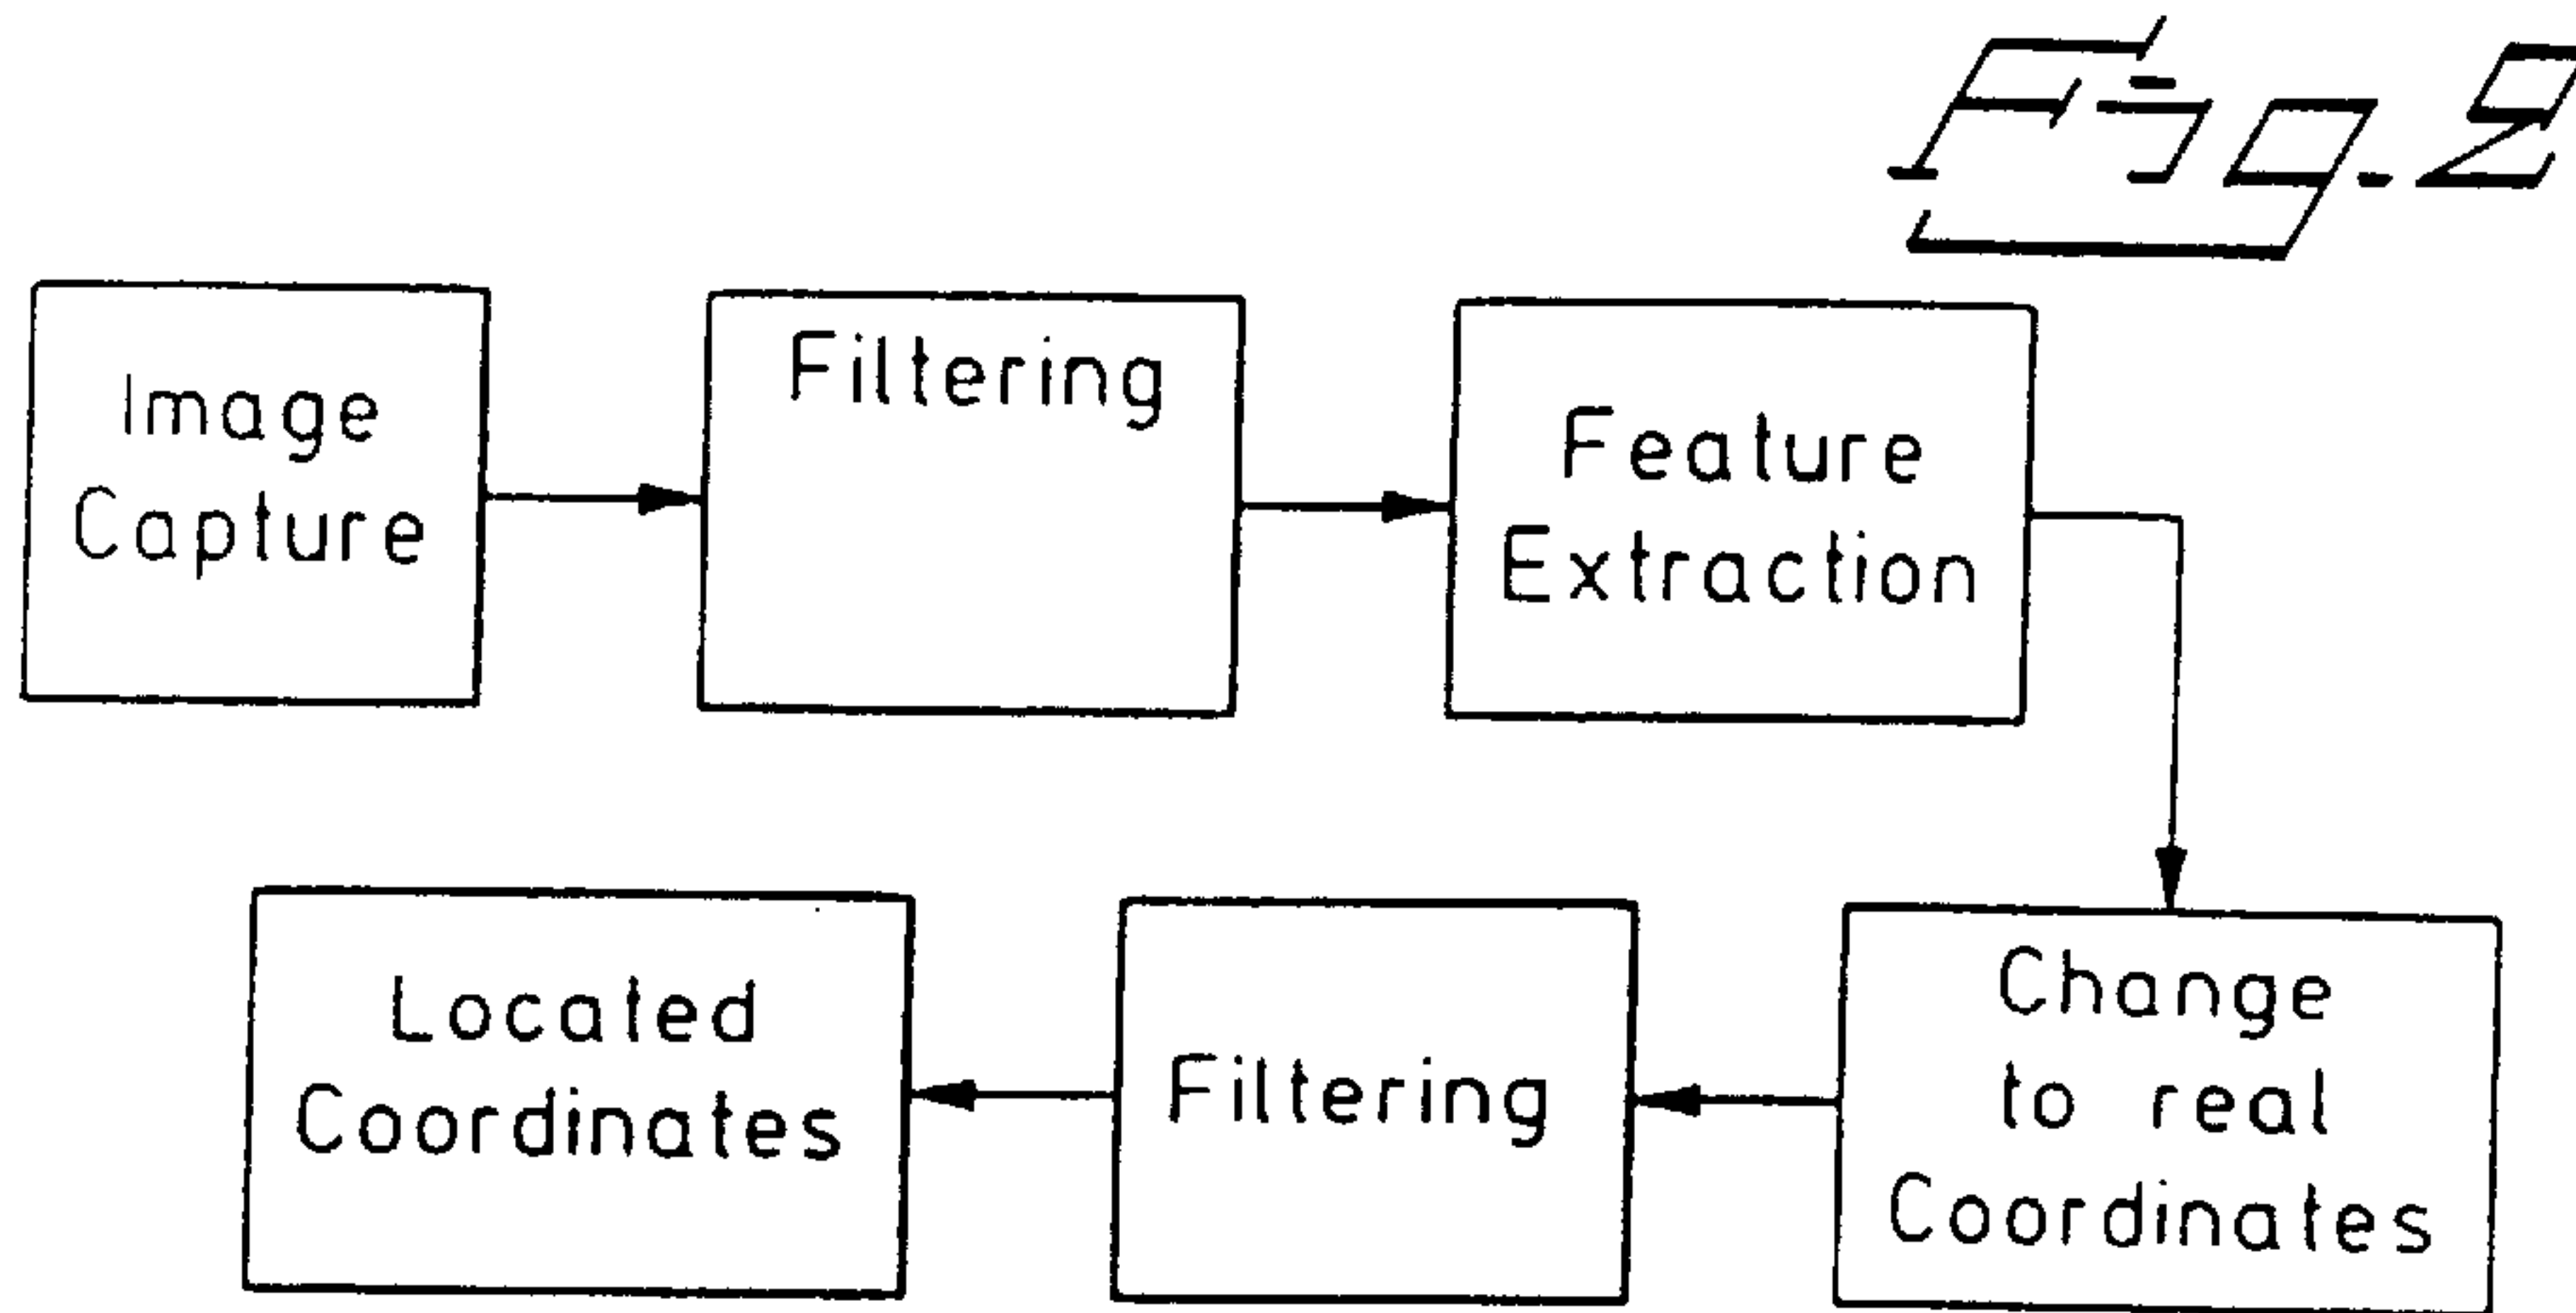 Fig.2
Image
Capture
Filtering
Feature
Extraction
Change
to real
Coordinates
Filtering
Located
Coordinates